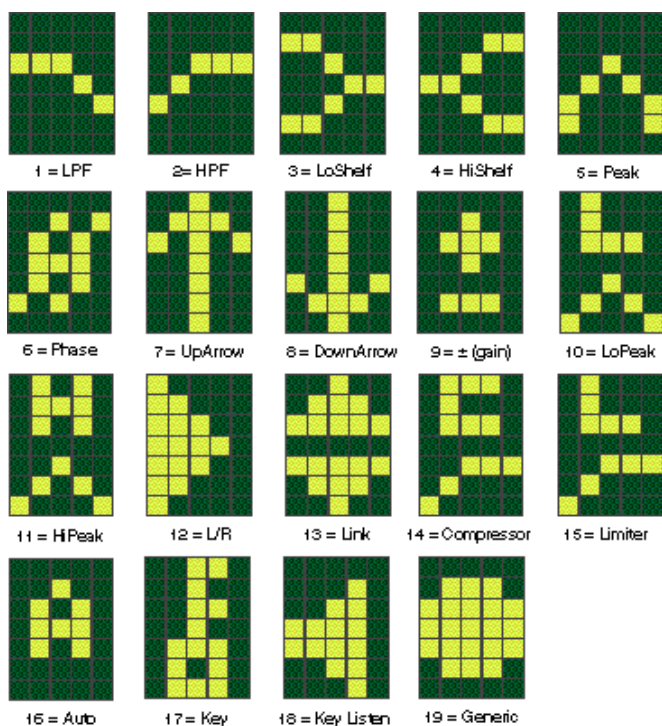 1 = LPF
2= HPF
3 = LoShelf
4 = HiShelf
5 = Peak
6 = Phase
7 = UpArrow
8 = DownArrow
9 = ± (gain)
10 = LoPeak
11 = HiPeak
12 = L/R
13 = Link
14 = Compressor
15 = Limiter
16 = Auto
17 = Key
18 = Key Listen
19 = Generic